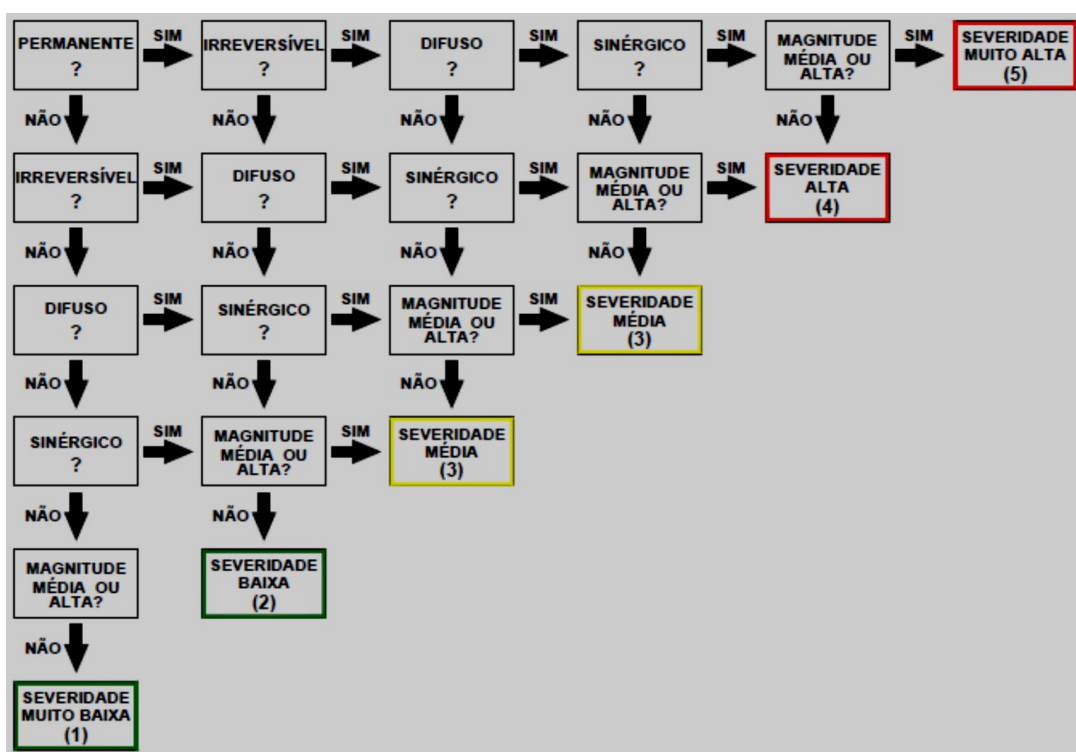 PERMANENTE
?
SIM
IRREVERSÍVEL
?
SIM
DIFUSO
?
SIM
SINÉRGICO
?
SIM
MAGNITUDE
MÉDIA OU
ALTA?
SIM
SEVERIDADE
MUITO ALTA
(5)
NÃO
NÃO
NÃO
NÃO
NÃO
IRREVERSÍVEL
?
SIM
DIFUSO
?
SIM
SINÉRGICO
?
SIM
MAGNITUDE
MÉDIA OU
ALTA?
SIM
SEVERIDADE
ALTA
(4)
NÃO
NÃO
NÃO
NÃO
DIFUSO
?
SIM
SINÉRGICO
?
SIM
MAGNITUDE
MÉDIA OU
ALTA?
SIM
SEVERIDADE
MÉDIA
(3)
NÃO
NÃO
NÃO
SINÉRGICO
?
SIM
MAGNITUDE
MÉDIA OU
ALTA?
SIM
SEVERIDADE
MÉDIA
(3)
NÃO
NÃO
MAGNITUDE
MÉDIA OU
ALTA?
SEVERIDADE
BAIXA
(2)
NÃO
SEVERIDADE
MUITO BAIXA
(1)